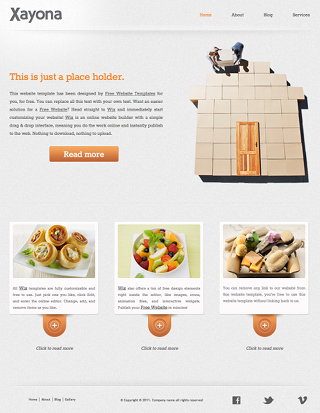 Xayona
Home About Blog Services
This is just a place holder.
This website template has been designed by Free Website Templates for
you, for free. You can replace all this text with your own text. Want an easier
solution for a Free Website? Head straight to Wix and immediately start
customizing your website! Wix is an online website builder with a simple
drag & drop interface, meaning you do the work online and instantly publish
to the web. Nothing to download, nothing to upload.
Read more
All Wix templates are fully customizable and
free to use. Just pick one you like, click Edit,
and enter the online editor. Change, add, and
remove items as you like.
Wix also offers a ton of free design elements
right inside the editor, like images, icons,
animation files, and interactive widgets.
Publish your Free Website in minutes!
You can remove any link to our website from
this website template, you're free to use this
website template without linking back to us.
Click to read more
Click to read more
Click to read more
Home | About | Blog | Gallery
Copyright © 2011. Company name all rights reserved